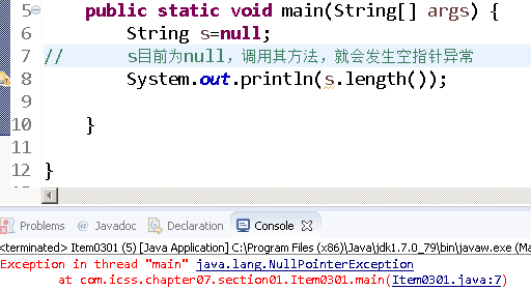 5 public static void main(String[] args) {
6 String s=null;
7 // s目前为null，调用其方法，就会发生空指针异常
8 System.out.println(s.length());
9
10 }
11
12 }
Problems @ Javadoc Declaration Console
<terminated> Item0301 (5) [Java Application] C:\Program Files (x86)\Java\jdk1.7.0_79\bin\javaw.exe (Ma
Exception in thread "main" java.lang.NullPointerException
at com.icss.chapter07.section01.Item0301.main(Item0301.java:7)